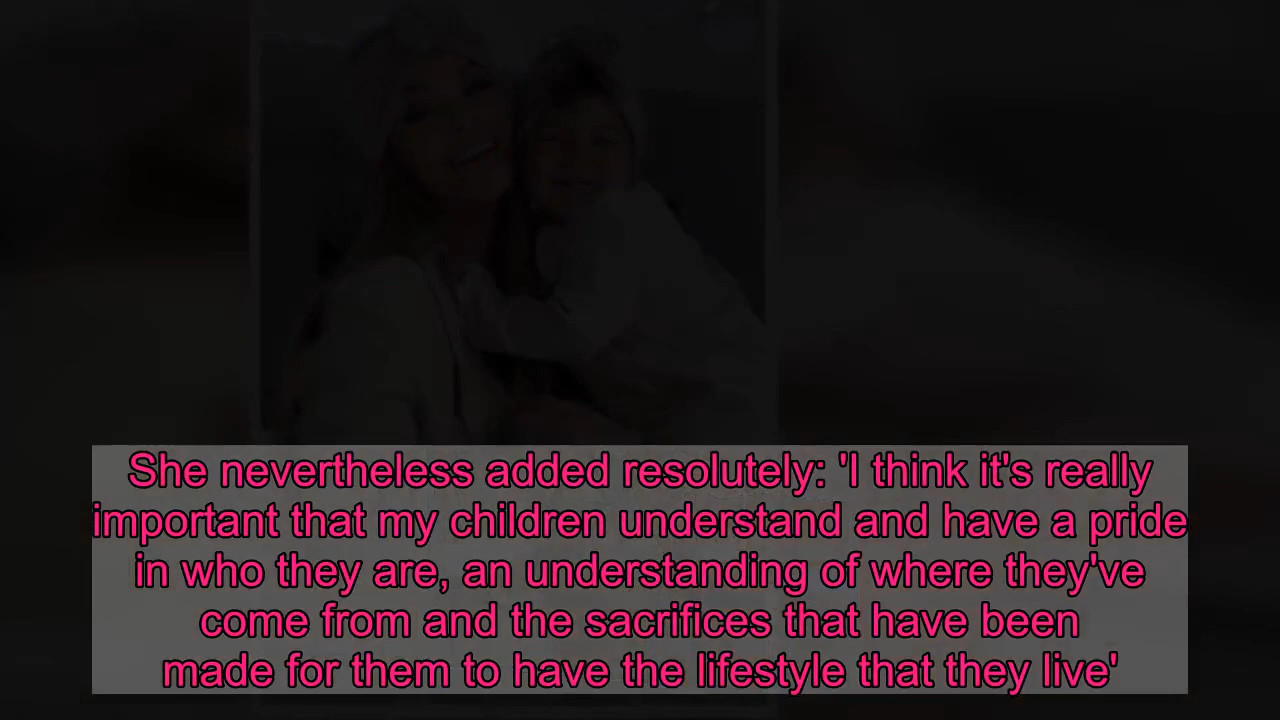 She nevertheless added resolutely: 'I think it's really
important that my children understand and have a pride
in who they are, an understanding of where they've
come from and the sacrifices that have been
made for them to have the lifestyle that they live'